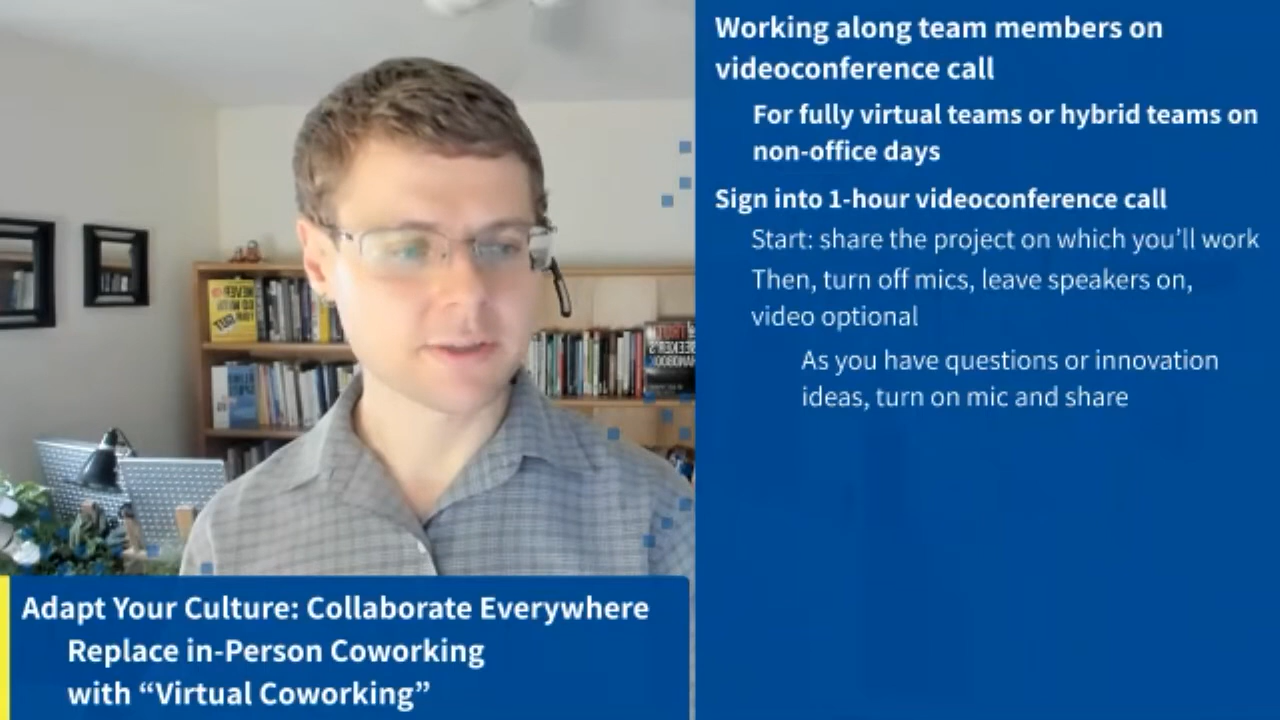 Working along team members on
videoconference call
For fully virtual teams or hybrid teams on
non-office days
Sign into 1-hour videoconference call
Start: share the project on which you'll work
Then, turn off mics, leave speakers on,
video optional
As you have questions or innovation
ideas, turn on mic and share
Adapt Your Culture: Collaborate Everywhere
Replace in-Person Coworking
with “Virtual Coworking”